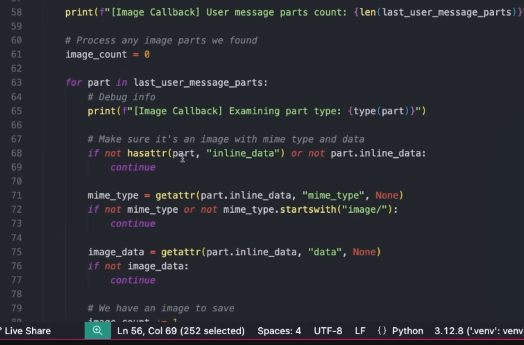 58 print(f"[Image Callback] User message parts count: {len(last_user_message_parts)}"
59
60 # Process any image parts we found
61 image_count = 0
62
63 for part in last_user_message_parts:
64 # Debug info
65 print(f"[Image Callback] Examining part type: {type(part)}")
66
67 # Make sure it's an image with mime type and data
68 if not hasattr(part, "inline_data") or not part.inline_data:
69 continue
70
71 mime_type = getattr(part.inline_data, "mime_type", None)
72 if not mime_type or not mime_type.startswith("image/"):
73 continue
74
75 image_data = getattr(part.inline_data, "data", None)
76 if not image_data:
77 continue
78
79 # We have an image to save
80 image_count += 1
Live Share Ln 56, Col 69 (252 selected) Spaces: 4 UTF-8 LF {} Python 3.12.8 ('.venv': venv